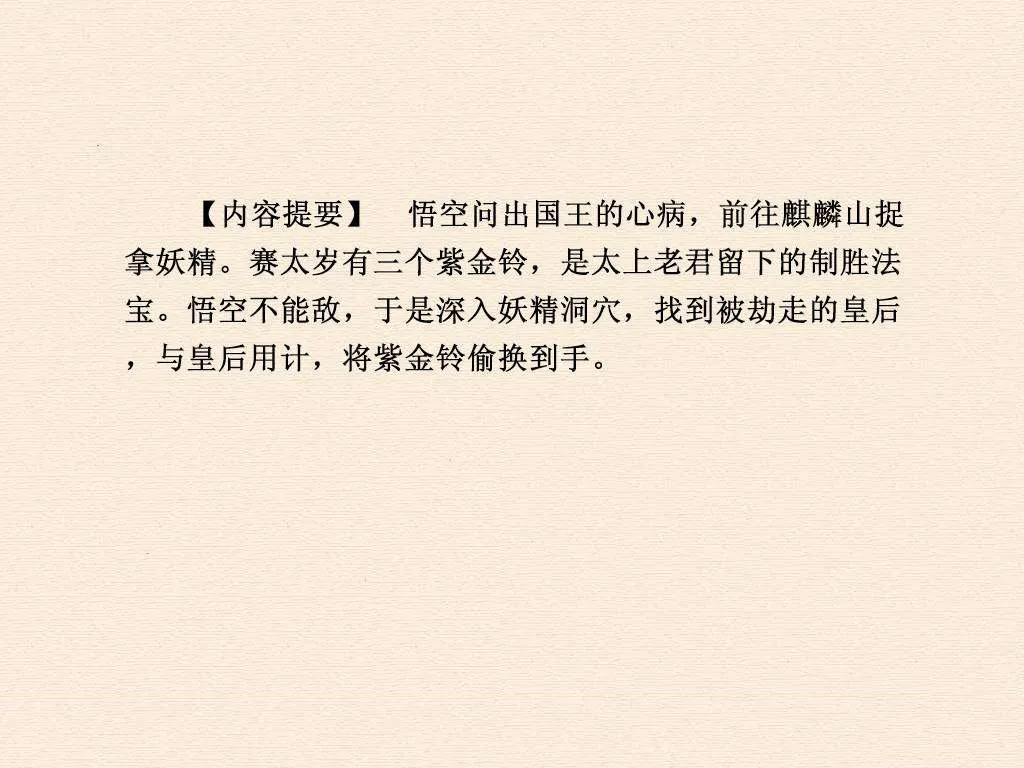 【内容提要】　悟空问出国王的心病，前往麒麟山捉
拿妖精。赛太岁有三个紫金铃，是太上老君留下的制胜法
宝。悟空不能敌，于是深入妖精洞穴，找到被劫走的皇后
，与皇后用计，将紫金铃偷换到手。